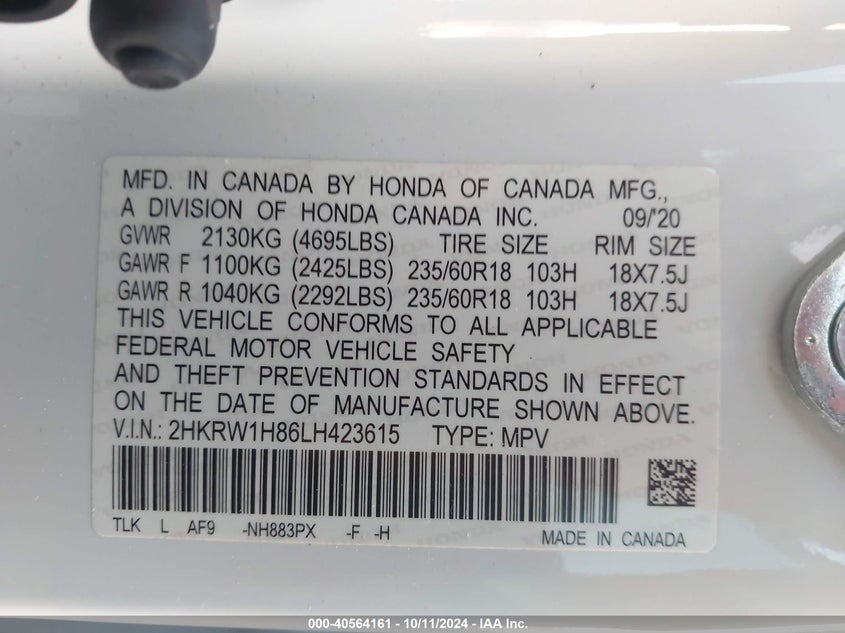 MFD. IN CANADA BY HONDA OF CANADA MFG.,
A DIVISION OF HONDA CANADA INC. 09/'20
GVWR 2130KG (4695LBS) TIRE SIZE RIM SIZE
GAWR F 1100KG (2425LBS) 235/60R18 103H 18X7.5J
GAWR R 1040KG (2292LBS) 235/60R18 103H 18X7.5J
THIS VEHICLE CONFORMS TO ALL APPLICABLE
FEDERAL MOTOR VEHICLE SAFETY
AND THEFT PREVENTION STANDARDS IN EFFECT
ON THE DATE OF MANUFACTURE SHOWN ABOVE.
V.I.N.: 2HKRW1H86LH423615 TYPE: MPV
TLK L AF9 -NH883PX -F -H MADE IN CANADA
000-40564161 - 10/11/2024 - IAA Inc.